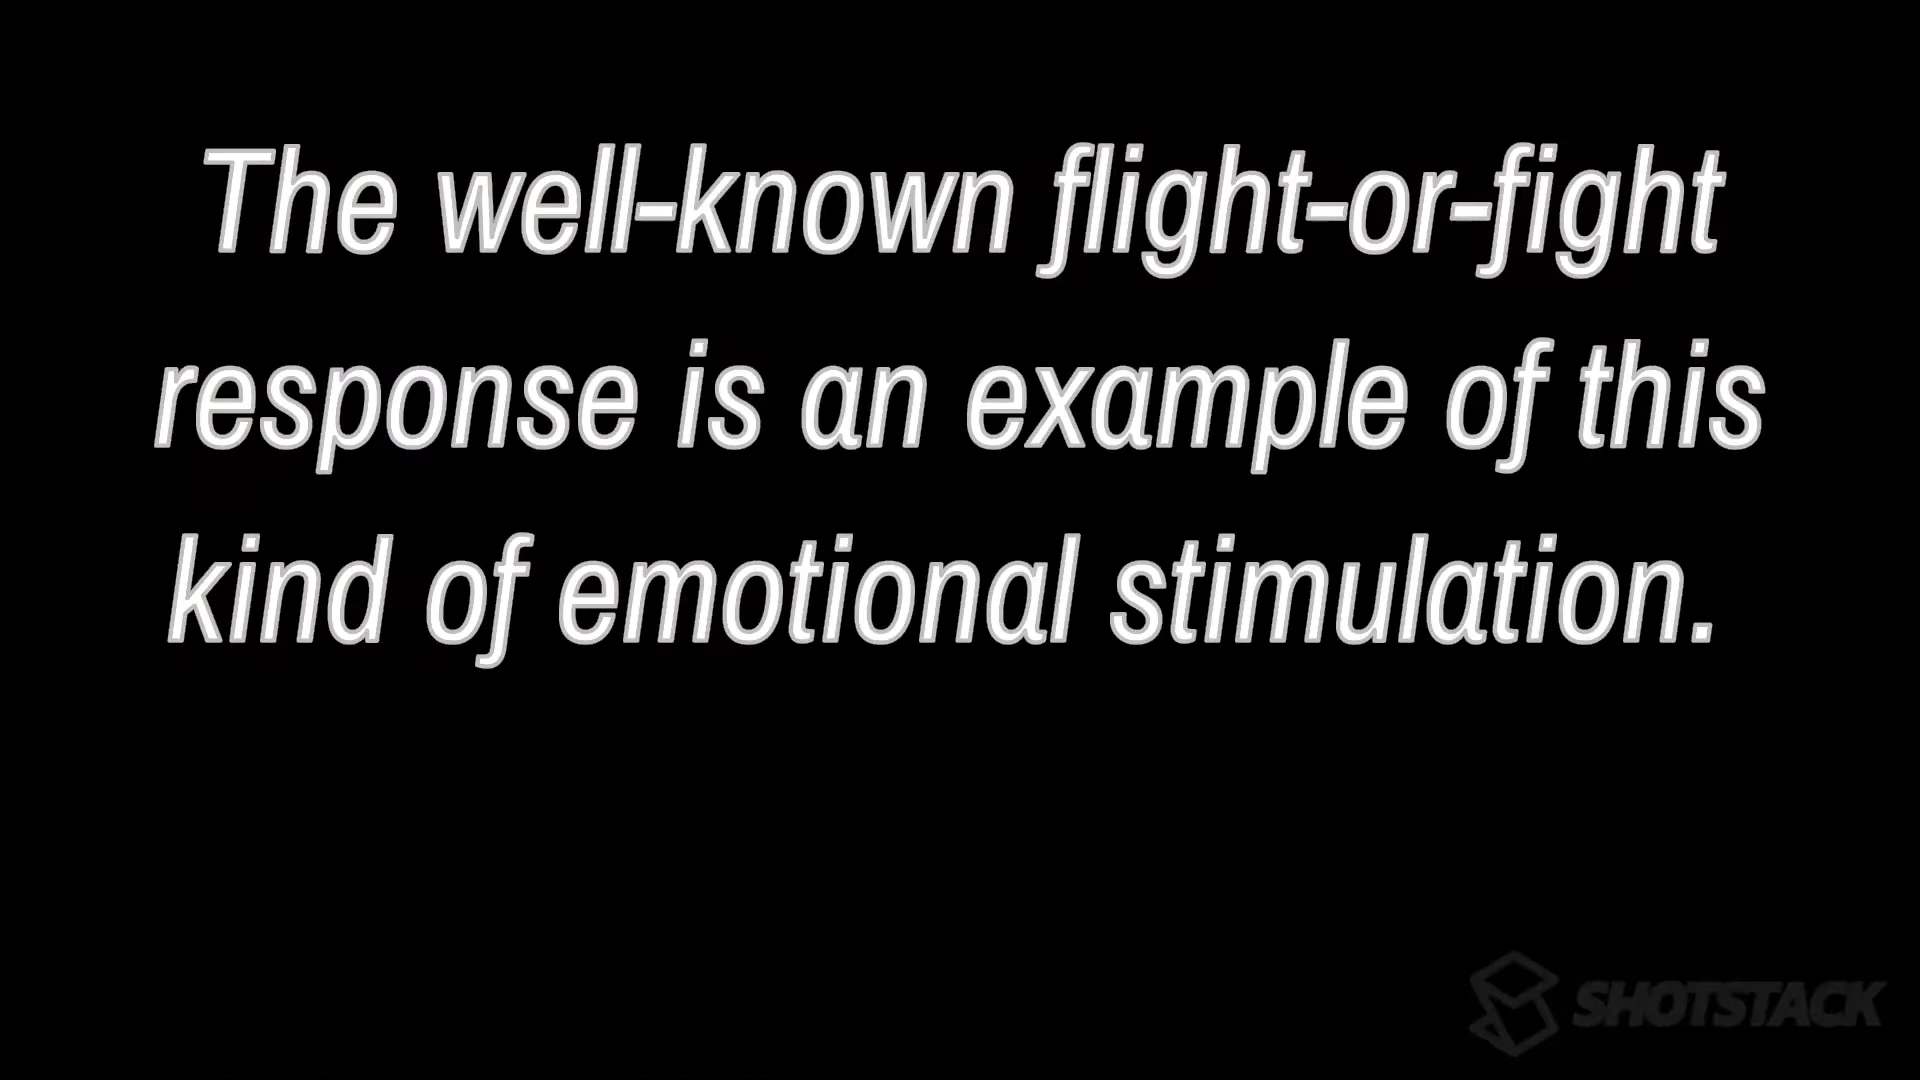 The well-known flight-or-fight
response is an example of this
kind of emotional stimulation.
SHOTSTACK